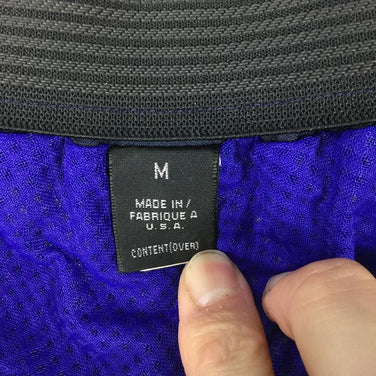 M
MADE IN/
FABRIQUE A
U.S.A.
CONTENT(OVER)